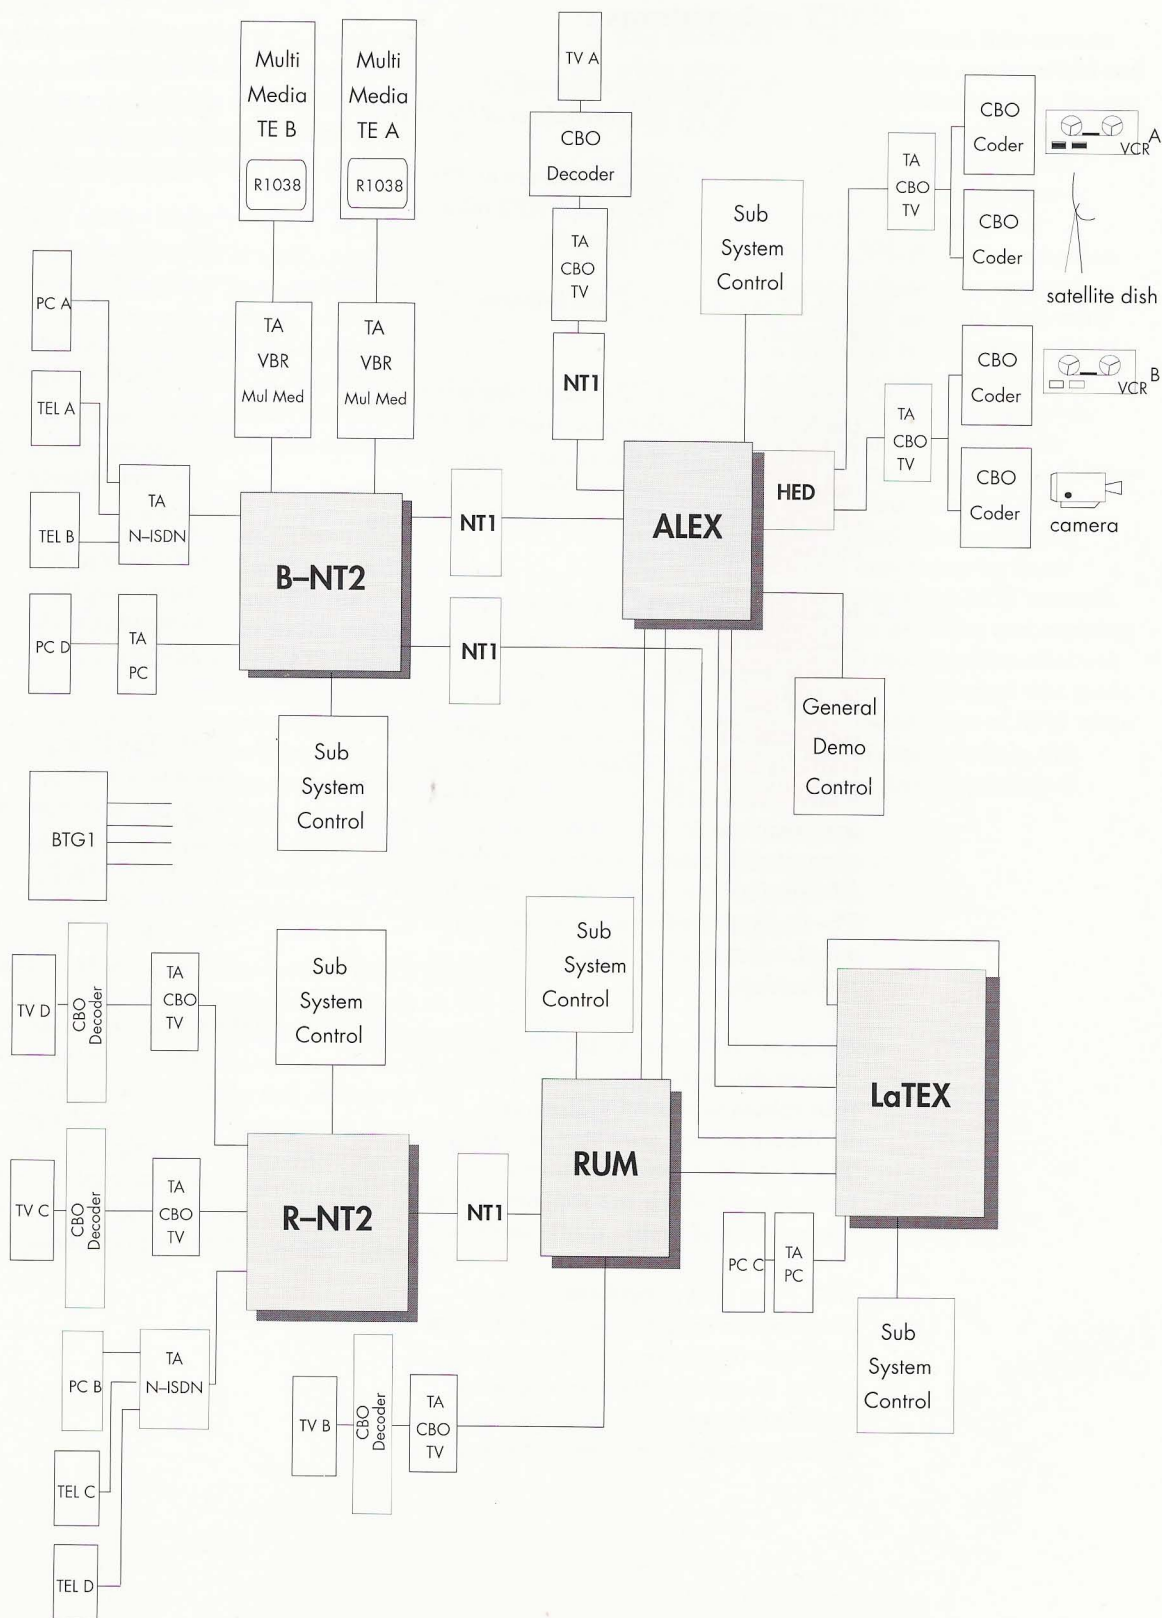 Multi
Media
TE B
R1038
Multi
Media
TE A
R1038
TV A
CBO
Decoder
TA
CBO
TV
NT1
Sub
System
Control
TA
CBO
TV
CBO
Coder
VCR A
CBO
Coder
satellite dish
PC A
TEL A
TEL B
TA
N–ISDN
TA
VBR
Mul Med
TA
VBR
Mul Med
TA
CBO
TV
CBO
Coder
VCR B
CBO
Coder
camera
B–NT2
NT1
ALEX
HED
PC D
TA
PC
NT1
Sub
System
Control
General
Demo
Control
BTG1
TV D
CBO
Decoder
TA
CBO
TV
Sub
System
Control
Sub
System
Control
LaTEX
TV C
CBO
Decoder
TA
CBO
TV
R–NT2
NT1
RUM
PC C
TA
PC
Sub
System
Control
PC B
TA
N–ISDN
TEL C
TEL D
TV B
CBO
Decoder
TA
CBO
TV